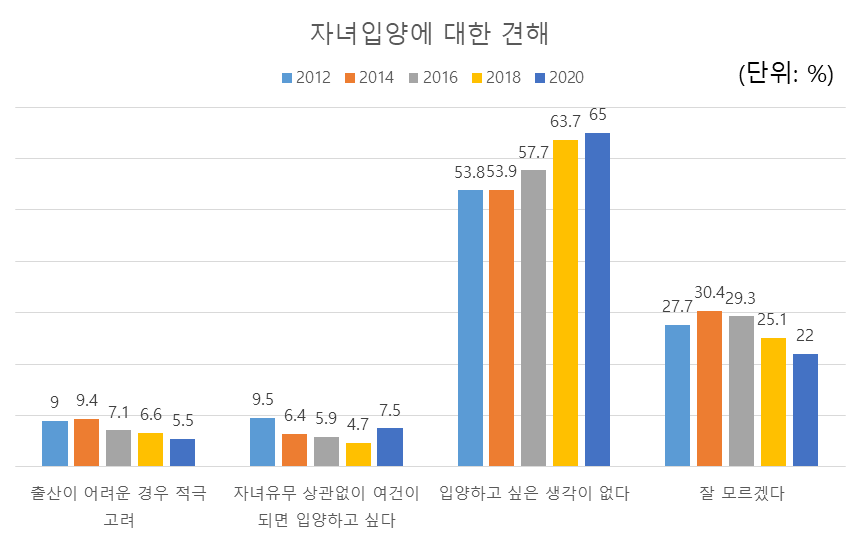 자녀입양에 대한 견해
2012 2014 2016 2018 2020
(단위: %)
9 9.4 7.1 6.6 5.5
9.5 6.4 5.9 4.7 7.5
53.8 53.9 57.7 63.7 65
27.7 30.4 29.3 25.1 22
출산이 어려운 경우 적극
고려
자녀유무 상관없이 여건이
되면 입양하고 싶다
입양하고 싶은 생각이 없다
잘 모르겠다